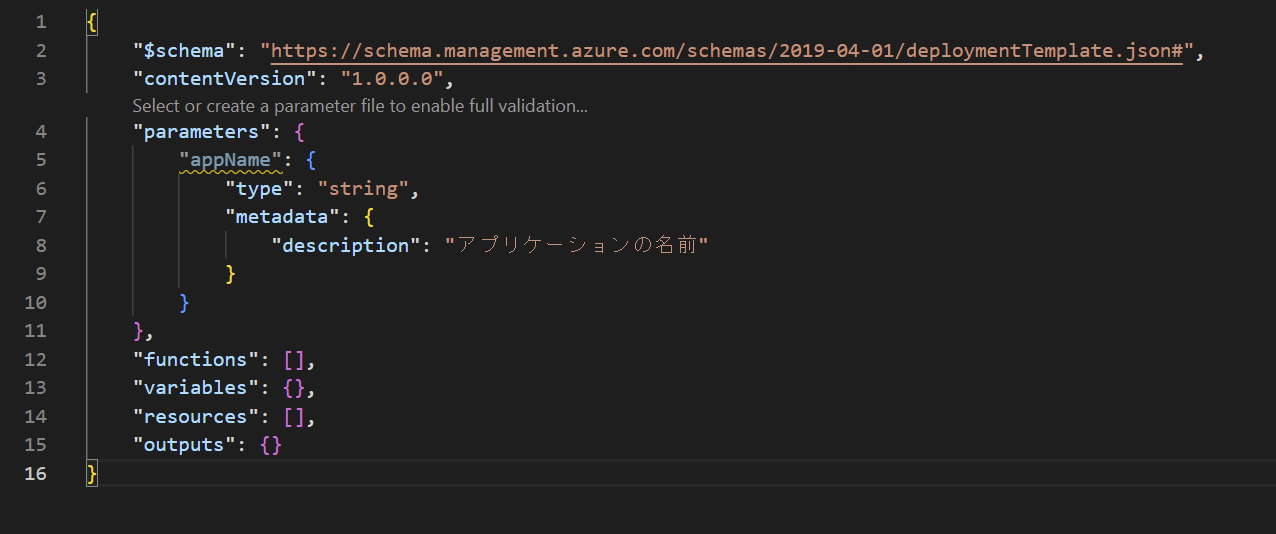 1 {
2 "$schema": "https://schema.management.azure.com/schemas/2019-04-01/deploymentTemplate.json#",
3 "contentVersion": "1.0.0.0",
Select or create a parameter file to enable full validation...
4 "parameters": {
5 "appName": {
6 "type": "string",
7 "metadata": {
8 "description": "アプリケーションの名前"
9 }
10 }
11 },
12 "functions": [],
13 "variables": {},
14 "resources": [],
15 "outputs": {}
16 }